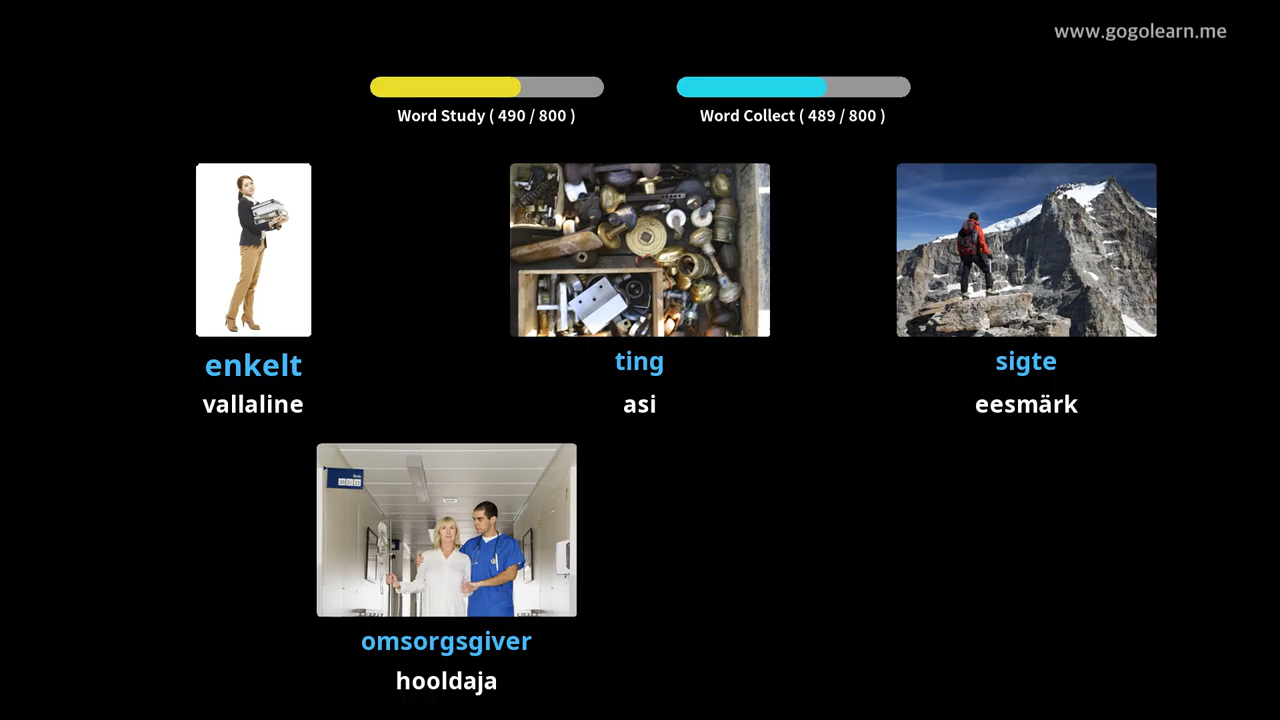 www.gogolearn.me
Word Study ( 490 / 800 )
Word Collect ( 489 / 800 )
enkelt
vallaline
ting
asi
sigte
eesmärk
omsorgsgiver
hooldaja